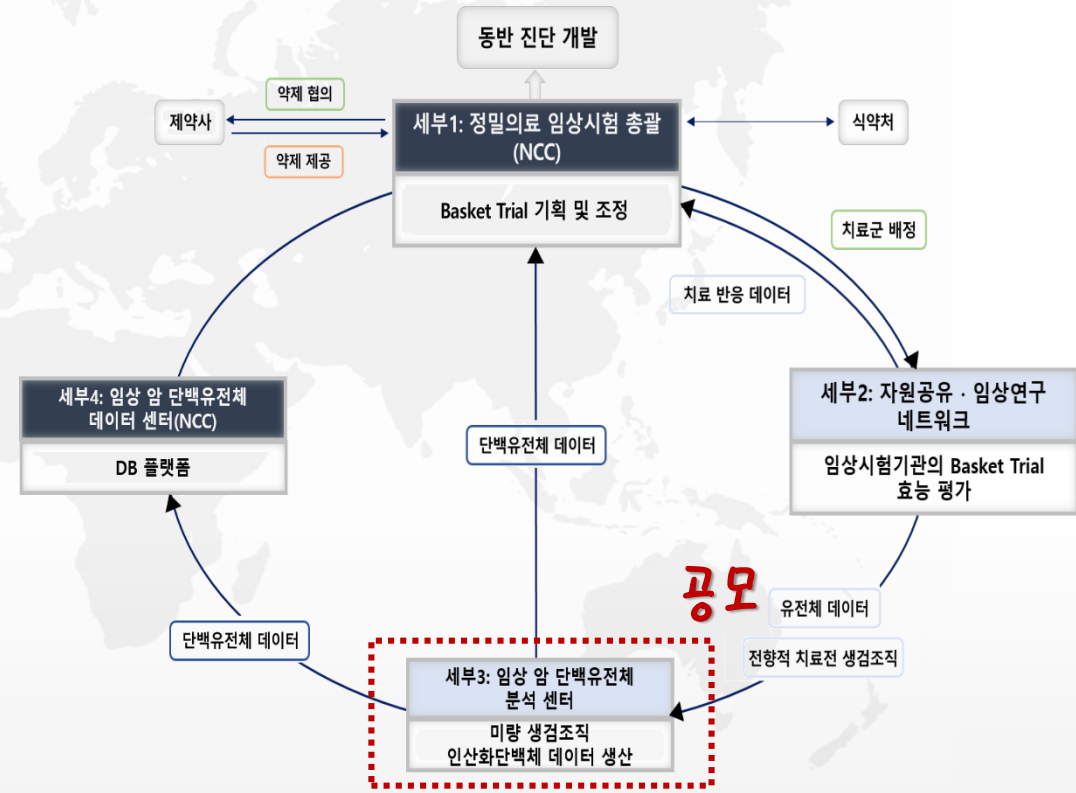 동반 진단 개발
약제 협의
제약사
약제 제공
세부1: 정밀의료 임상시험 총괄
(NCC)
식약처
Basket Trial 기획 및 조정
치료군 배정
치료 반응 데이터
세부4: 임상 암 단백유전체
데이터 센터(NCC)
DB 플랫폼
세부2: 자원공유 · 임상연구
네트워크
임상시험기관의 Basket Trial
효능 평가
단백유전체 데이터
공모
유전체 데이터
단백유전체 데이터
전향적 치료전 생검조직
세부3: 임상 암 단백유전체
분석 센터
미량 생검조직
인산화단백체 데이터 생산